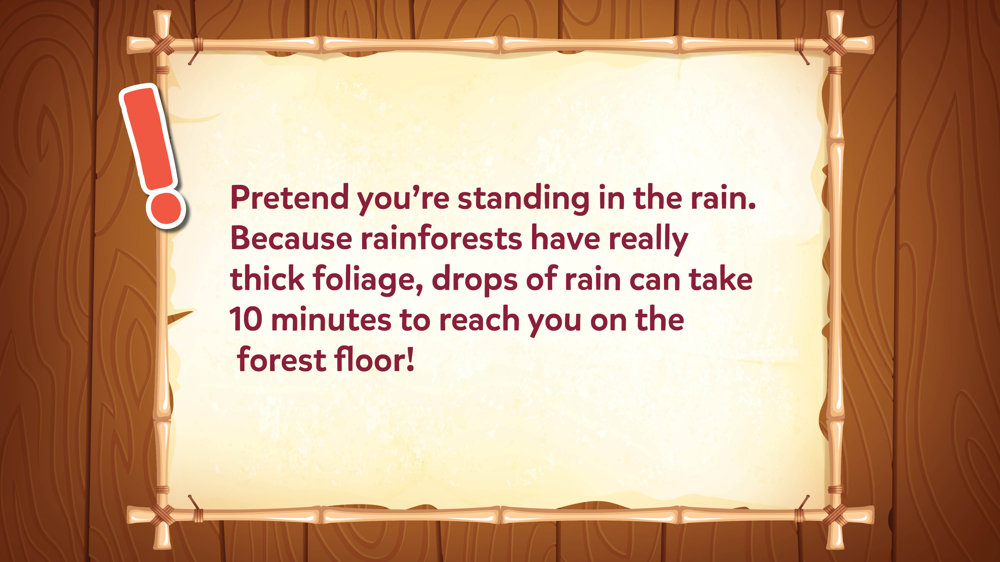 Pretend you’re standing in the rain.
Because rainforests have really
thick foliage, drops of rain can take
10 minutes to reach you on the
forest floor!